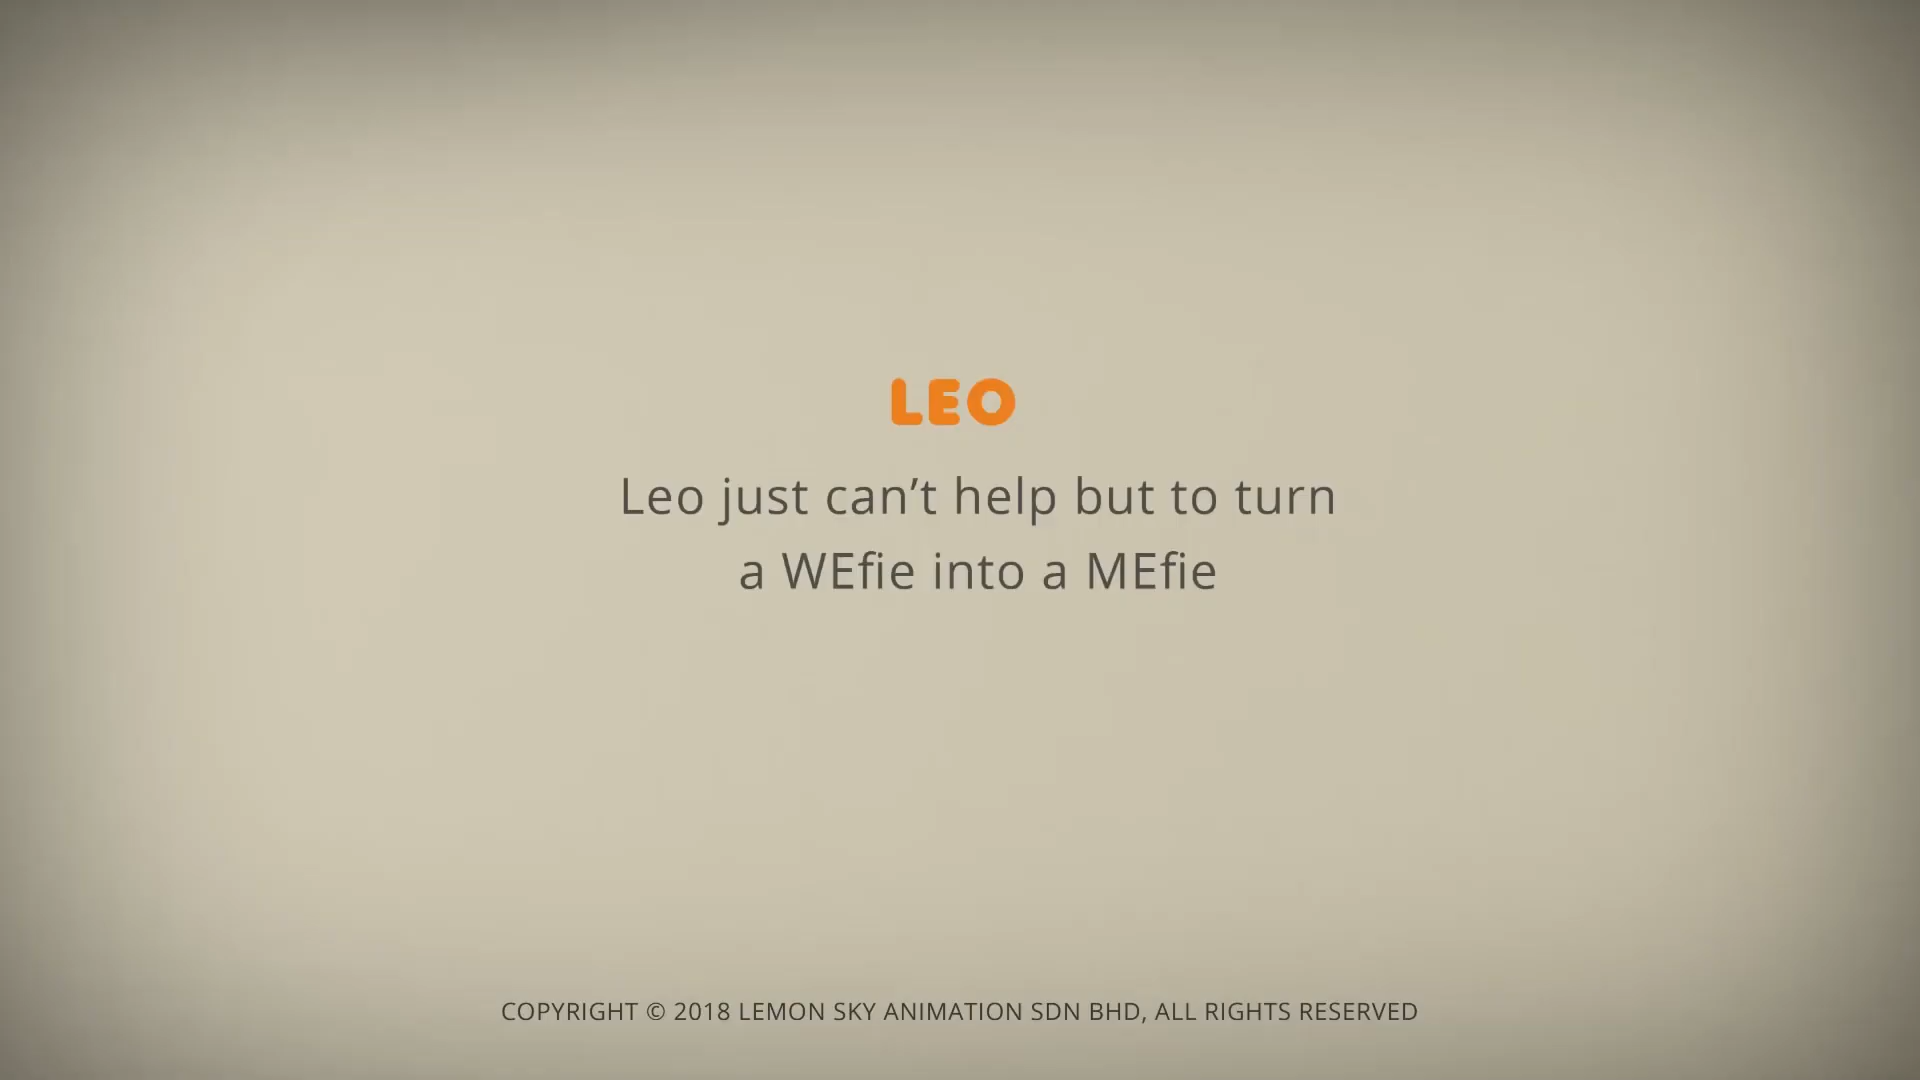 LEO
Leo just can’t help but to turn
a WEfie into a MEfie
COPYRIGHT © 2018 LEMON SKY ANIMATION SDN BHD, ALL RIGHTS RESERVED